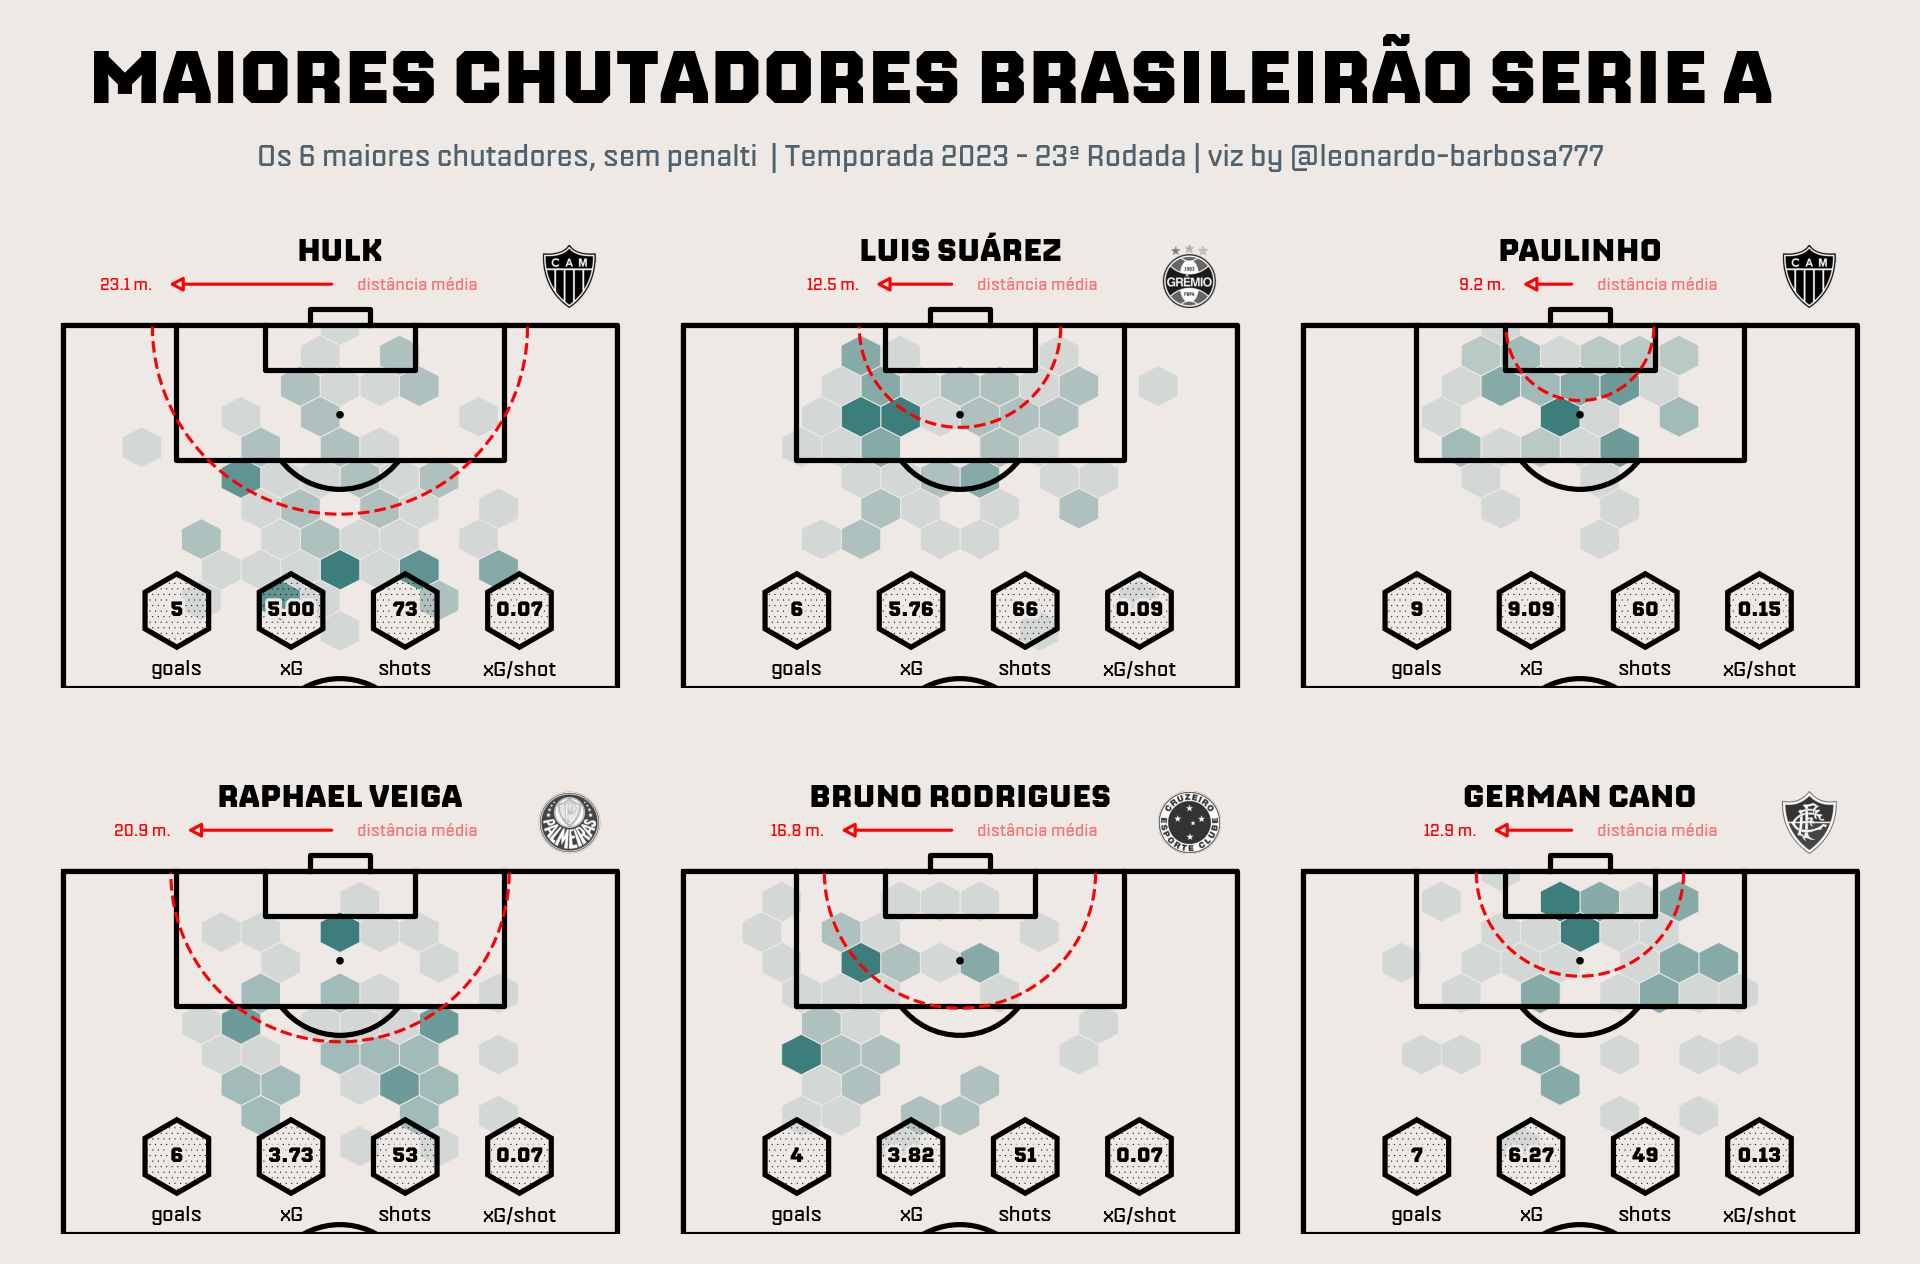 MAIORES CHUTADORES BRASILEIRÃO SERIE A
Os 6 maiores chutadores, sem penalti | Temporada 2023 - 23ª Rodada | viz by @leonardo-barbosa777
HULK
23.1 m.
distância média
CAM
5
5.00
73
0.07
goals
xG
shots
xG/shot
LUIS SUÁREZ
12.5 m.
distância média
1903
GRÊMIO
FBPA
6
5.76
66
0.09
goals
xG
shots
xG/shot
PAULINHO
9.2 m.
distância média
CAM
9
9.09
60
0.15
goals
xG
shots
xG/shot
RAPHAEL VEIGA
20.9 m.
distância média
PALMEIRAS
6
3.73
53
0.07
goals
xG
shots
xG/shot
BRUNO RODRIGUES
16.8 m.
distância média
CRUZEIRO
ESPORTE CLUBE
4
3.82
51
0.07
goals
xG
shots
xG/shot
GERMAN CANO
12.9 m.
distância média
7
6.27
49
0.13
goals
xG
shots
xG/shot